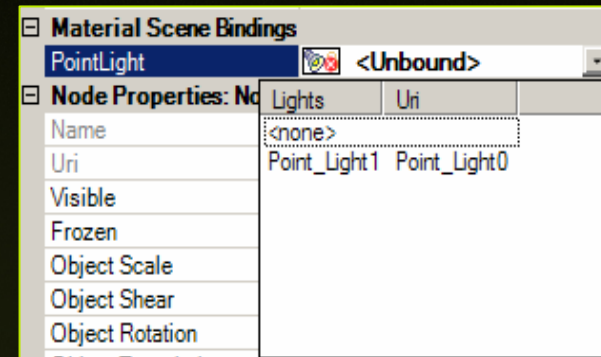 Material Scene Bindings
PointLight <Unbound>
Node Properties: No
Lights Uri
Name
<none>
Uri
Point_Light1 Point_Light0
Visible
Frozen
Object Scale
Object Shear
Object Rotation